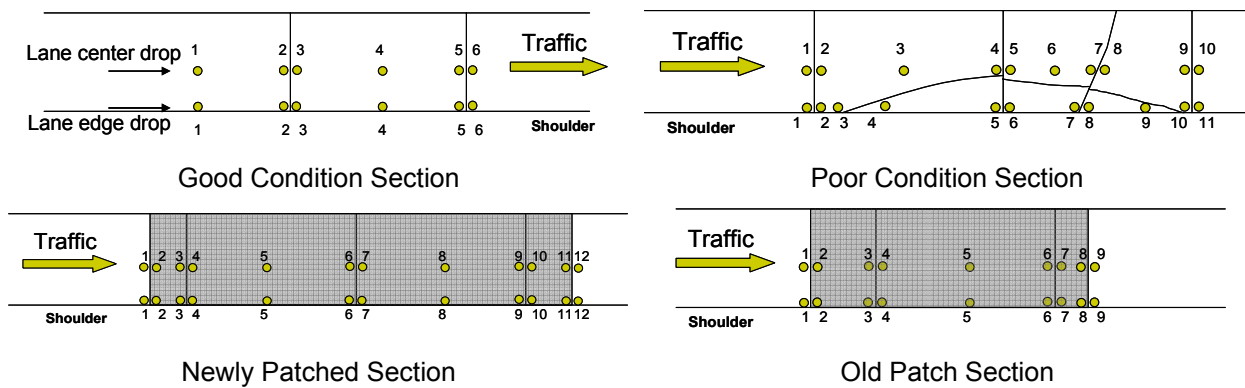 Lane center drop
1 2 3 4 5 6
Traffic
Lane edge drop
1 2 3 4 5 6
Shoulder
Good Condition Section
Traffic
1 2 3 4 5 6 7 8 9 10
Shoulder
1 2 3 4 5 6 7 8 9 10 11
Poor Condition Section
Traffic
1 2 3 4 5 6 7 8 9 10 11 12
Shoulder
1 2 3 4 5 6 7 8 9 10 11 12
Newly Patched Section
Traffic
1 2 3 4 5 6 7 8 9
Shoulder
1 2 3 4 5 6 7 8 9
Old Patch Section